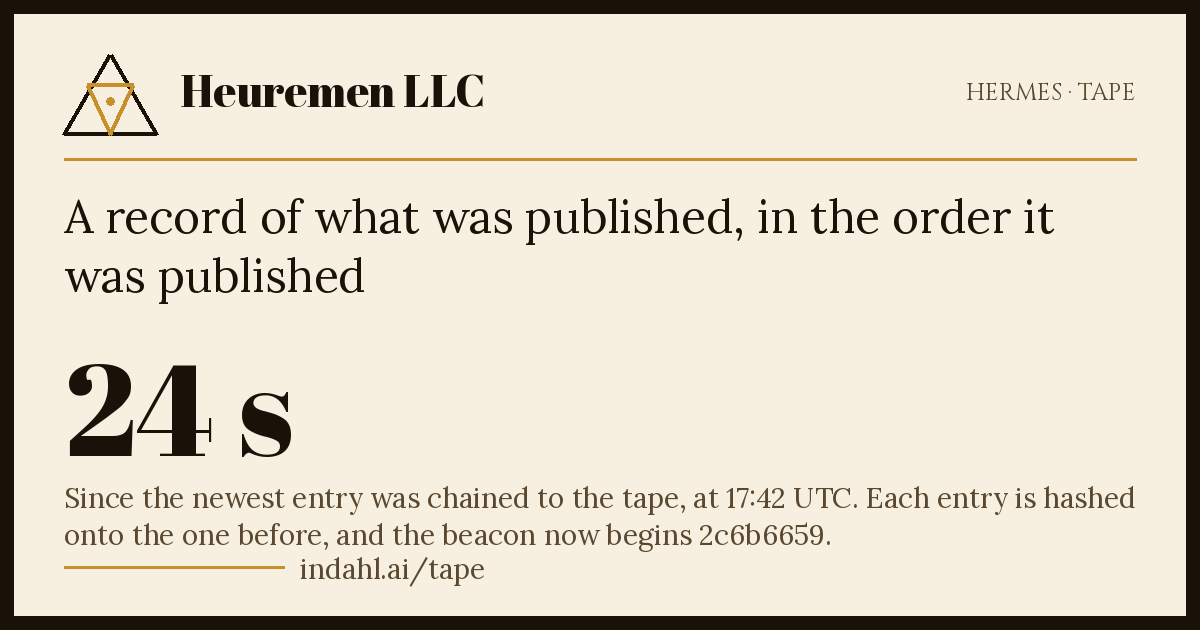 Heuremen LLC
HERMES · TAPE
A record of what was published, in the order it
was published
24 s
Since the newest entry was chained to the tape, at 17:42 UTC. Each entry is hashed
onto the one before, and the beacon now begins 2c6b6659.
indahl.ai/tape